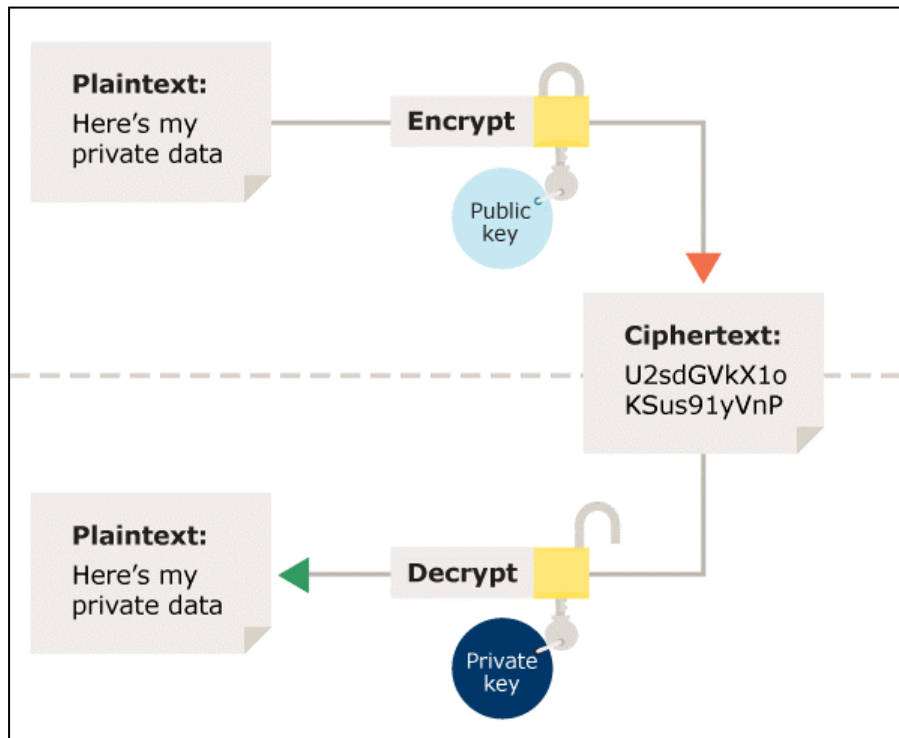 Plaintext:
Here's my
private data
Encrypt
Public
key
Ciphertext:
U2sdGVkX1o
KSus91yVnP
Plaintext:
Here's my
private data
Decrypt
Private
key